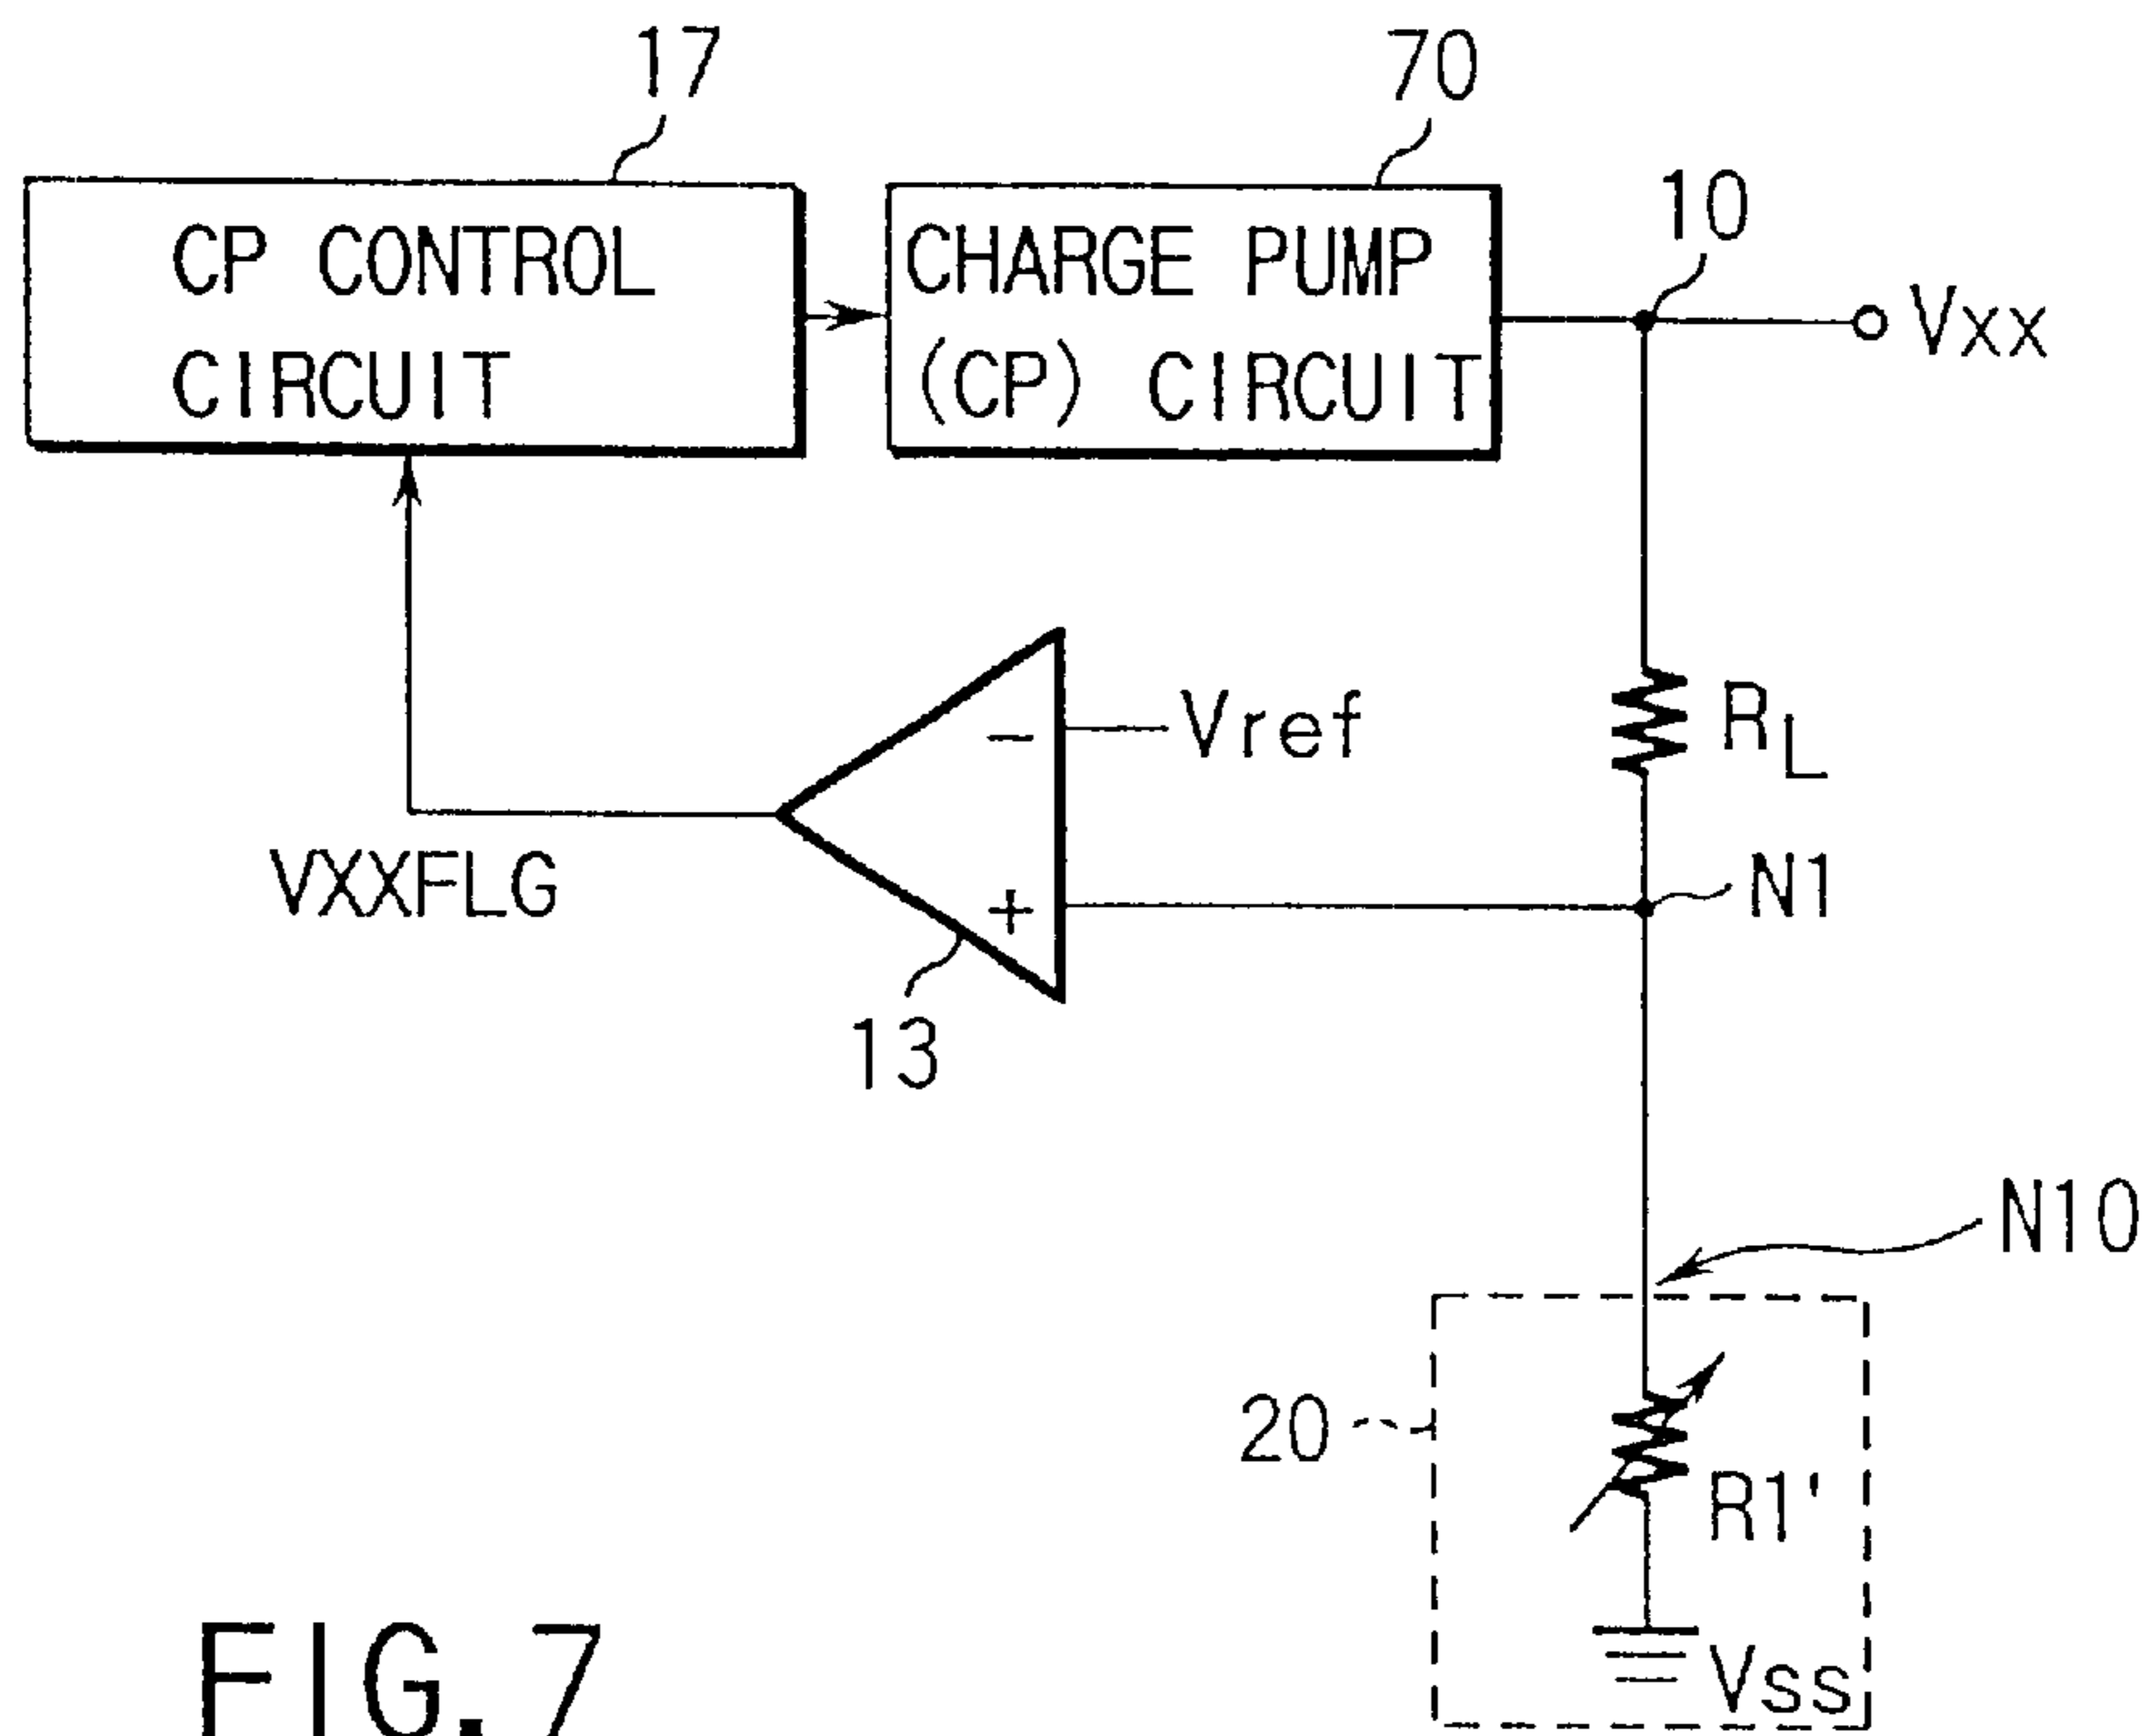 17
70
10
CP CONTROL
CIRCUIT
CHARGE PUMP
(CP) CIRCUIT
VXX
RL
- Vref
N1
VXXFLG
+
13
N10
20
R1'
VSS
FIG. 7